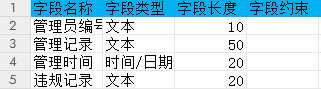 1 字段名称 字段类型 字段长度 字段约束
2 管理员编号 文本 10
3 管理记录 文本 50
4 管理时间 时间/日期 20
5 违规记录 文本 20